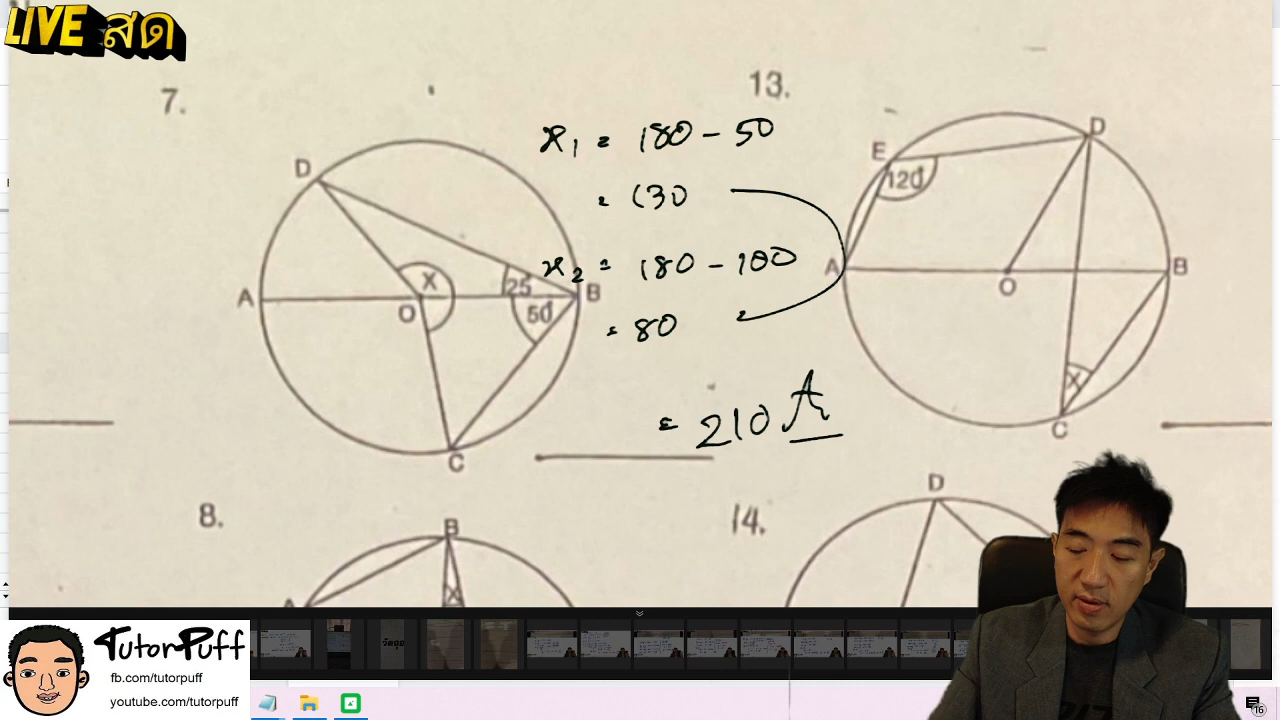 LIVE สด
7.
D
A
O
X
25
50
B
C
x₁ = 180 - 50
= 130
x₂ = 180 - 100
= 80
= 210 A
13.
E
D
120
A
O
B
X
C
8.
B
X
A
14.
D
TutorPuff
fb.com/tutorpuff
youtube.com/tutorpuff
16